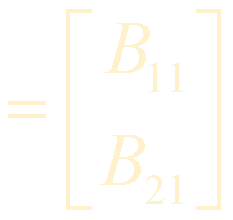 = [ B11
B21 ]